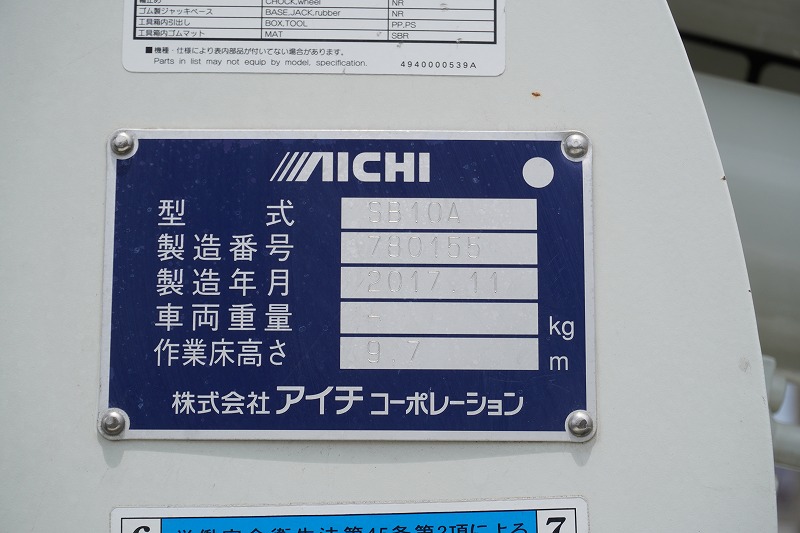 CHOCK,wheel NR
ゴム製ジャッキベース BASE,JACK,rubber NR
工具箱内引出し BOX,TOOL PP,PS
工具箱内ゴムマット MAT SBR
■機種・仕様により表内部品が付いてない場合があります。
Parts in list may not equip by model, specification. 4940000539A
AICHI
型式 SB10A
製造番号 780155
製造年月 2017.11
車両重量 - kg
作業床高さ 9.7 m
株式会社 アイチ コーポレーション
6 労働安全衛生法第45条第2項による 7